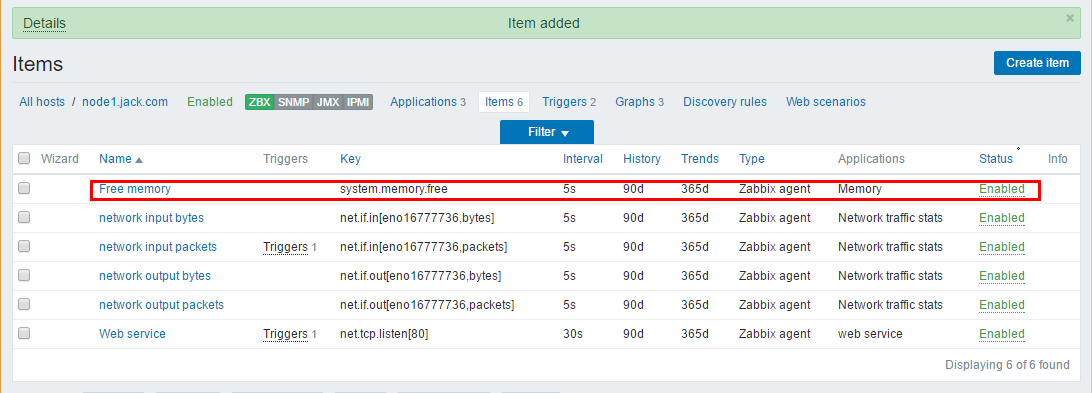 Details Item added ×
Items Create item
All hosts / node1.jack.com Enabled ZBX SNMP JMX IPMI Applications 3 Items 6 Triggers 2 Graphs 3 Discovery rules Web scenarios
Filter
Wizard Name Triggers Key Interval History Trends Type Applications Status Info
Free memory system.memory.free 5s 90d 365d Zabbix agent Memory Enabled
network input bytes net.if.in[eno16777736,bytes] 5s 90d 365d Zabbix agent Network traffic stats Enabled
network input packets Triggers 1 net.if.in[eno16777736,packets] 5s 90d 365d Zabbix agent Network traffic stats Enabled
network output bytes net.if.out[eno16777736,bytes] 5s 90d 365d Zabbix agent Network traffic stats Enabled
network output packets net.if.out[eno16777736,packets] 5s 90d 365d Zabbix agent Network traffic stats Enabled
Web service Triggers 1 net.tcp.listen[80] 30s 90d 365d Zabbix agent web service Enabled
Displaying 6 of 6 found